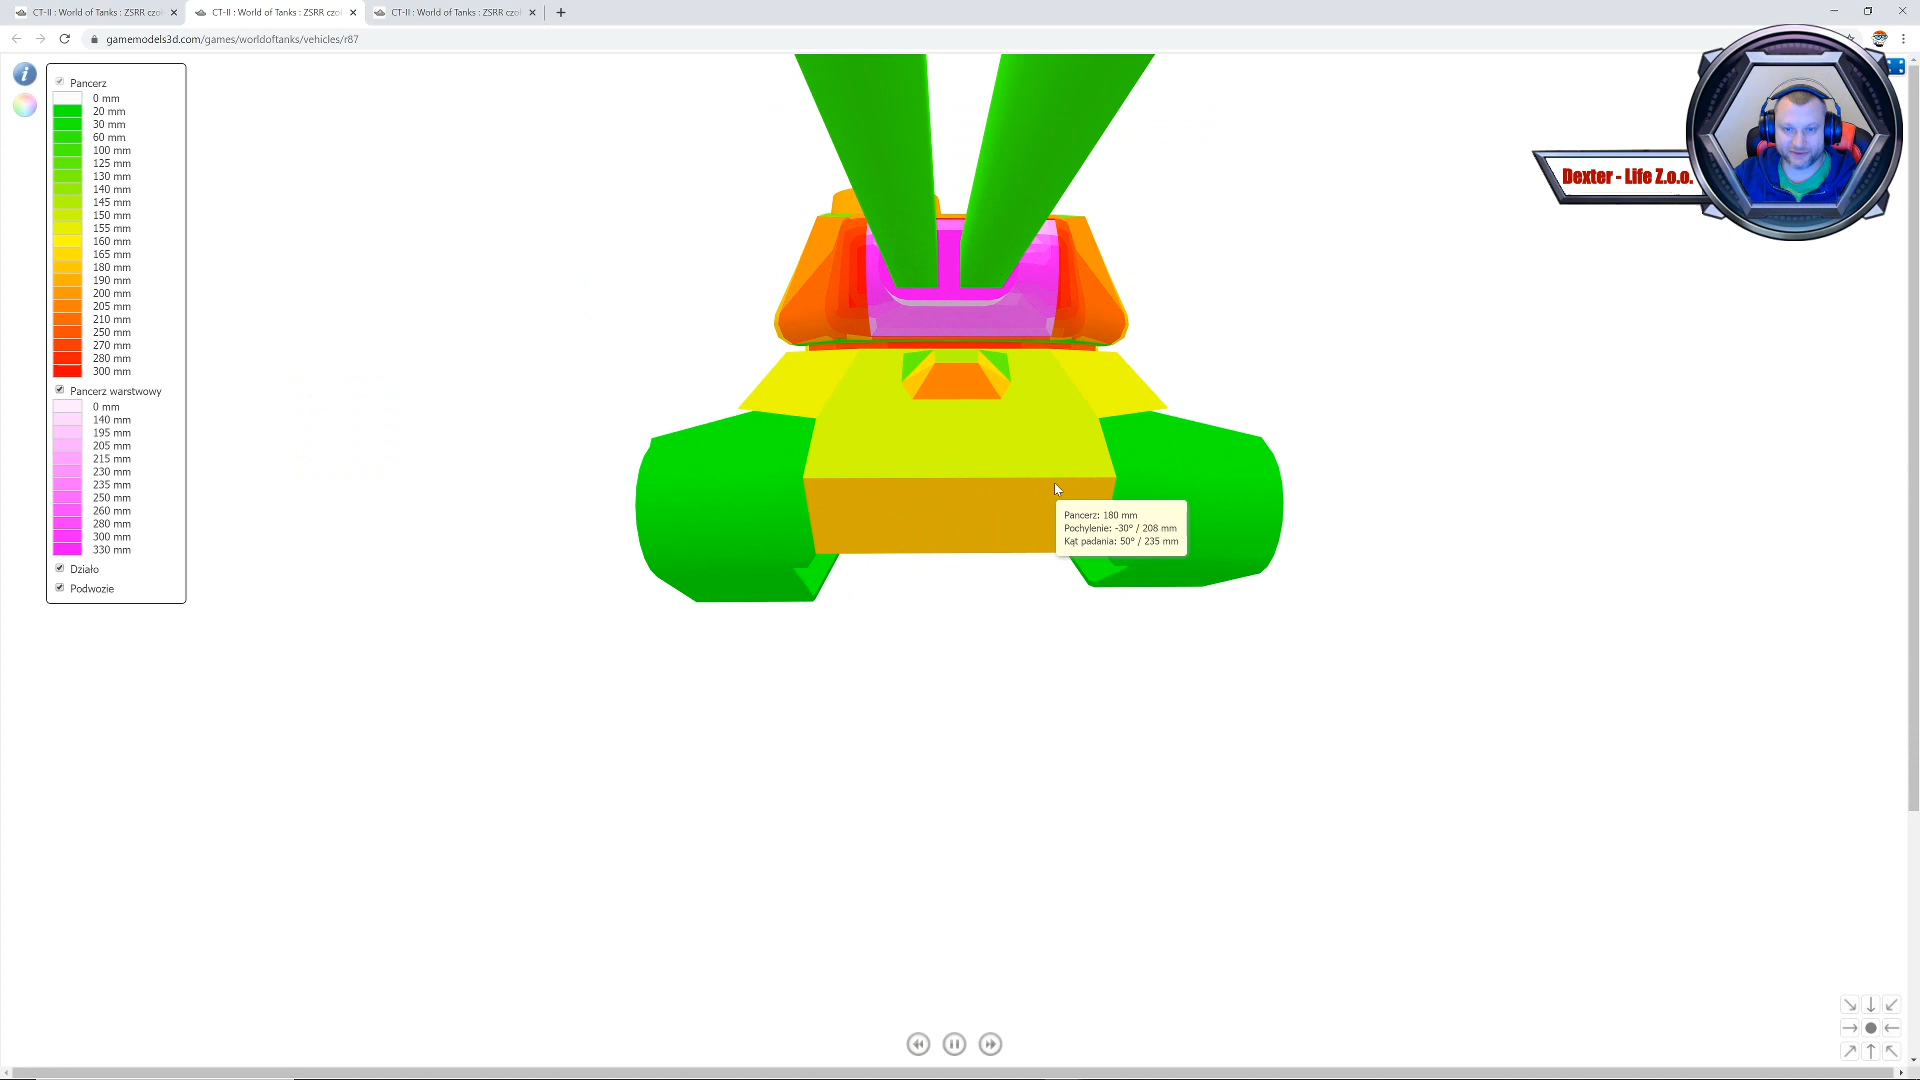 CT-II : World of Tanks : ZSRR czoł
CT-II : World of Tanks : ZSRR czoł
CT-II : World of Tanks : ZSRR czoł
gamemodels3d.com/games/worldoftanks/vehicles/r87
Pancerz
0 mm
20 mm
30 mm
60 mm
100 mm
125 mm
130 mm
140 mm
145 mm
150 mm
155 mm
160 mm
165 mm
180 mm
190 mm
200 mm
205 mm
210 mm
250 mm
270 mm
280 mm
300 mm
Pancerz warstwowy
0 mm
140 mm
195 mm
205 mm
215 mm
230 mm
235 mm
250 mm
260 mm
280 mm
300 mm
330 mm
Działo
Podwozie
Dexter - Life Z.o.o.
Pancerz: 180 mm
Pochylenie: -30° / 208 mm
Kąt padania: 50° / 235 mm